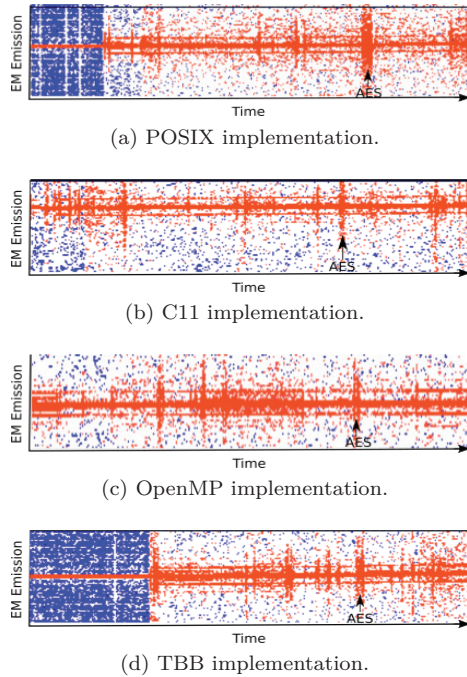 EM Emission
AES
Time
(a) POSIX implementation.
EM Emission
AES
Time
(b) C11 implementation.
EM Emission
AES
Time
(c) OpenMP implementation.
EM Emission
AES
Time
(d) TBB implementation.